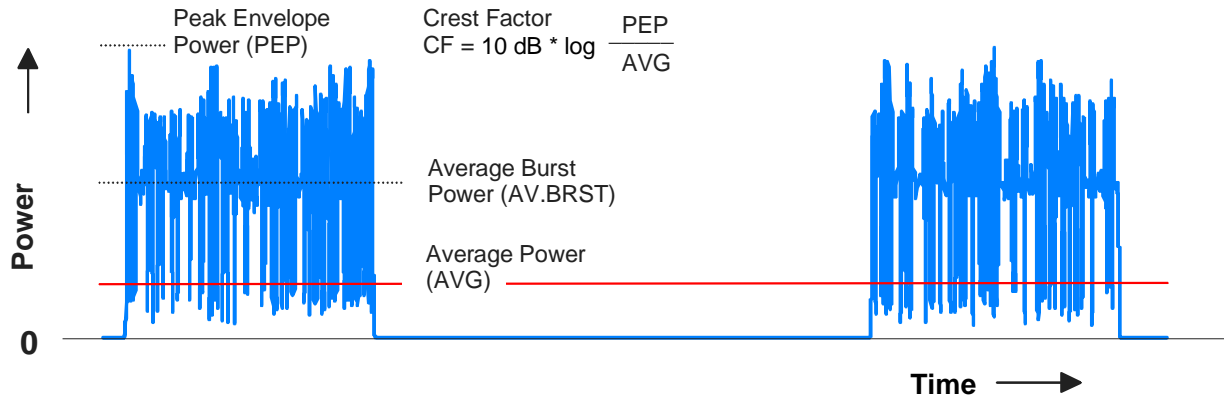 Peak Envelope
Power (PEP)
Crest Factor
CF = 10 dB * log PEP
AVG
Average Burst
Power (AV.BRST)
Average Power
(AVG)
Power
0
Time